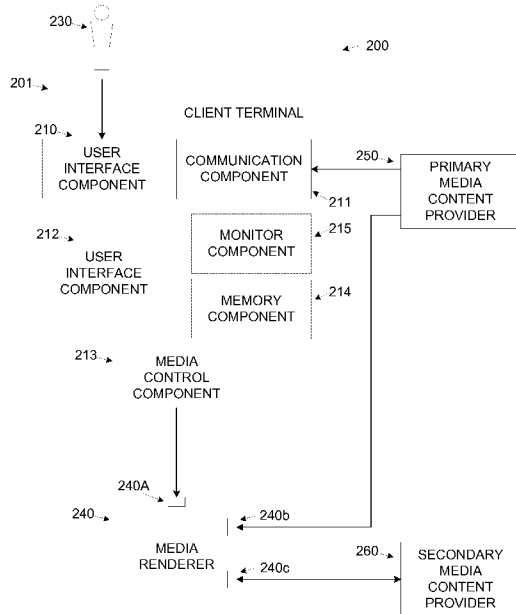 230
200
201
CLIENT TERMINAL
210
USER
INTERFACE
COMPONENT
COMMUNICATION
COMPONENT
211
250
PRIMARY
MEDIA
CONTENT
PROVIDER
212
USER
INTERFACE
COMPONENT
MONITOR
COMPONENT
215
MEMORY
COMPONENT
214
213
MEDIA
CONTROL
COMPONENT
240A
240
240b
MEDIA
RENDERER
240c
260
SECONDARY
MEDIA
CONTENT
PROVIDER